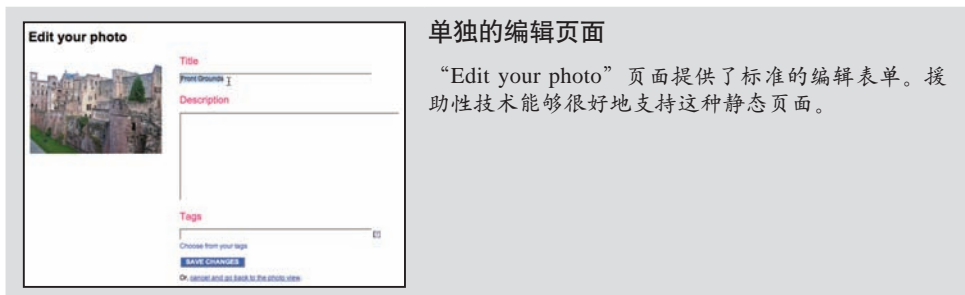 Edit your photo
Title
Front Grounds
Description
Tags
Choose from your tags
SAVE CHANGES
Or, cancel and go back to the photo view.
单独的编辑页面
“Edit your photo”页面提供了标准的编辑表单。援
助性技术能够很好地支持这种静态页面。